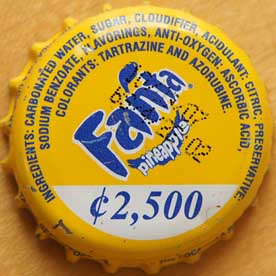 INGREDIENTS: CARBONATED WATER, SUGAR, CLOUDIFIER, ACIDULANT: CITRIC, PRESERVATIVE:
SODIUM BENZOATE, FLAVORINGS, ANTI-OXYGEN: ASCORBIC ACID,
COLORANTS: TARTRAZINE AND AZORUBINE
Fanta
pineapple
¢2,500